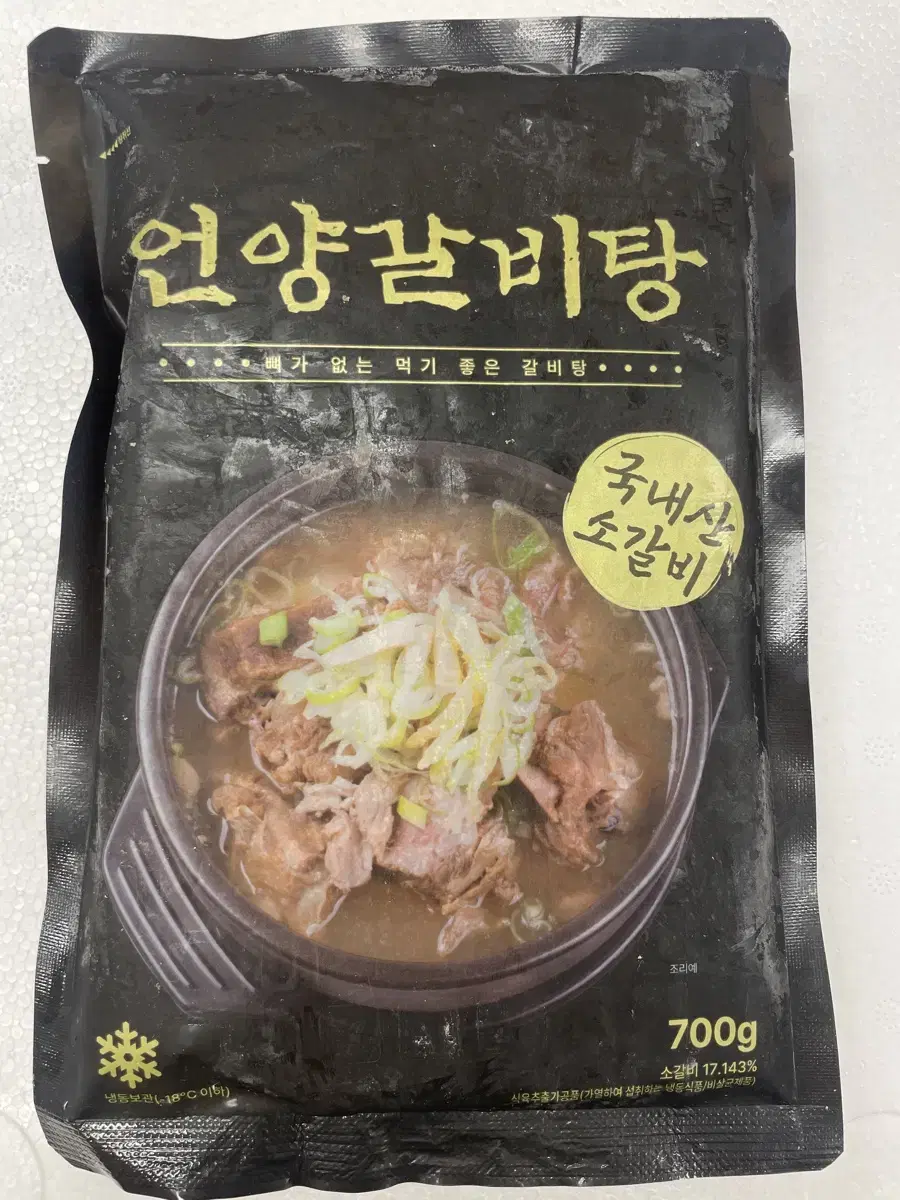 언양갈비탕
뼈가 없는 먹기 좋은 갈비탕
국내산
소갈비
조리예
700g
소갈비 17.143%
냉동보관(-18°C 이하)
식육추출가공품(가열하여 섭취하는 냉동식품/비살균제품)